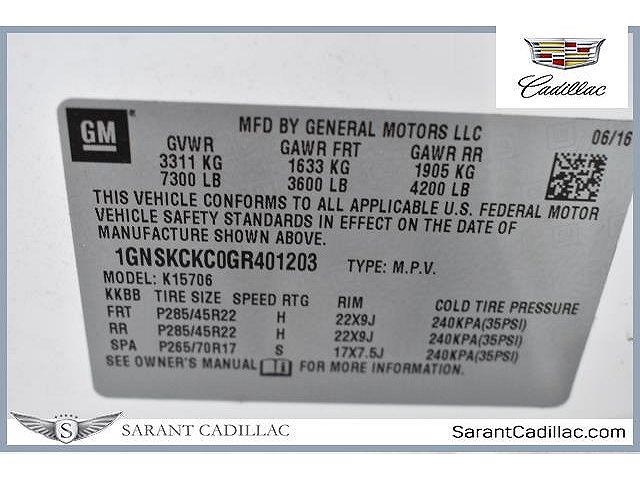 Cadillac
GM
MFD BY GENERAL MOTORS LLC
06/16
GVWR GAWR FRT GAWR RR
3311 KG 1633 KG 1905 KG
7300 LB 3600 LB 4200 LB
THIS VEHICLE CONFORMS TO ALL APPLICABLE U.S. FEDERAL MOTOR
VEHICLE SAFETY STANDARDS IN EFFECT ON THE DATE OF
MANUFACTURE SHOWN ABOVE.
1GNSKCKC0GR401203 TYPE: M.P.V.
MODEL: K15706
KKBB TIRE SIZE SPEED RTG RIM COLD TIRE PRESSURE
FRT P285/45R22 H 22X9J 240KPA(35PSI)
RR P285/45R22 H 22X9J 240KPA(35PSI)
SPA P265/70R17 S 17X7.5J 240KPA(35PSI)
SEE OWNER'S MANUAL FOR MORE INFORMATION.
S SARANT CADILLAC SarantCadillac.com